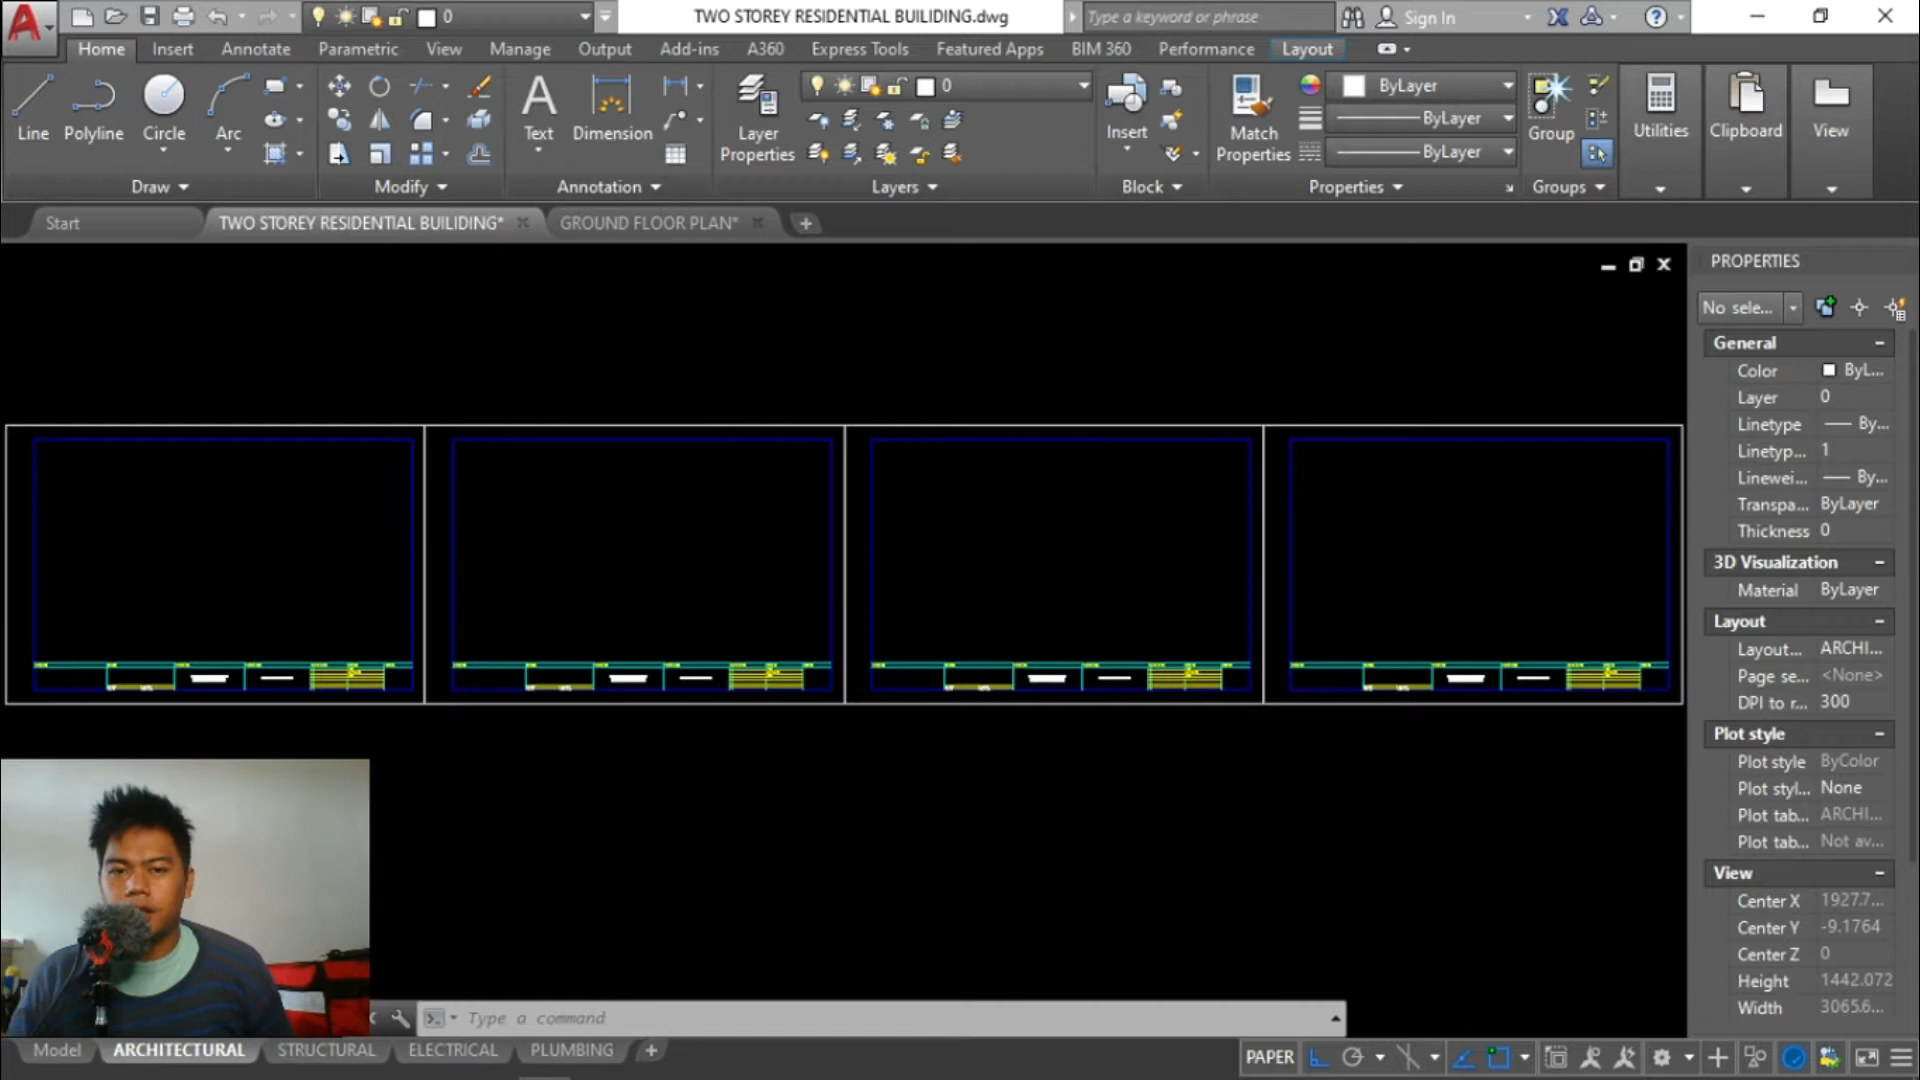 0
TWO STOREY RESIDENTIAL BUILIDING.dwg
Type a keyword or phrase
Sign In
Home
Insert
Annotate
Parametric
View
Manage
Output
Add-ins
A360
Express Tools
Featured Apps
BIM 360
Performance
Layout
Line
Polyline
Circle
Arc
Text
Dimension
Layer Properties
0
Insert
Match Properties
ByLayer
ByLayer
ByLayer
Group
Utilities
Clipboard
View
Draw
Modify
Annotation
Layers
Block
Properties
Groups
Start
TWO STOREY RESIDENTIAL BUILIDING*
GROUND FLOOR PLAN*
PROPERTIES
No sele...
General
Color ByL...
Layer 0
Linetype By...
Linetyp... 1
Linewei... By...
Transpa... ByLayer
Thickness 0
3D Visualization
Material ByLayer
Layout
Layout... ARCHI...
Page se... <None>
DPI to r... 300
Plot style
Plot style ByColor
Plot styl... None
Plot tab... ARCHI...
Plot tab... Not av...
View
Center X 1927.7...
Center Y -9.1764
Center Z 0
Height 1442.072
Width 3065.6...
Type a command
Model
ARCHITECTURAL
STRUCTURAL
ELECTRICAL
PLUMBING
PAPER